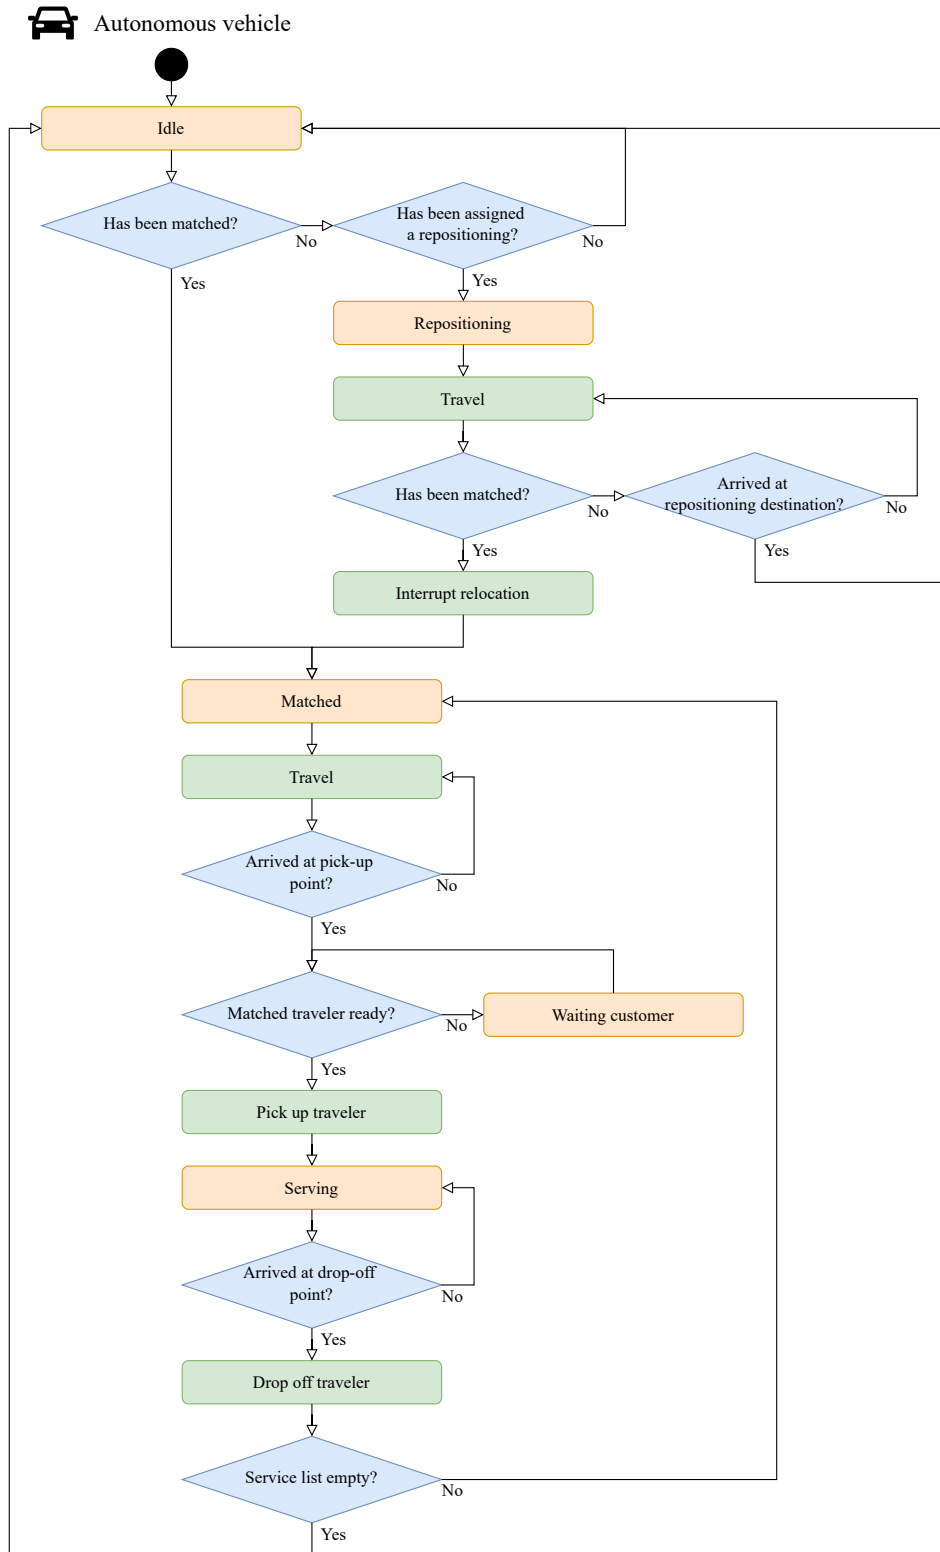 Autonomous vehicle
Idle
Has been matched?
No
Has been assigned
a repositioning?
No
Yes
Yes
Repositioning
Travel
Has been matched?
No
Arrived at
repositioning destination?
No
Yes
Yes
Interrupt relocation
Matched
Travel
Arrived at pick-up
point?
No
Yes
Matched traveler ready?
No
Waiting customer
Yes
Pick up traveler
Serving
Arrived at drop-off
point?
No
Yes
Drop off traveler
Service list empty?
No
Yes